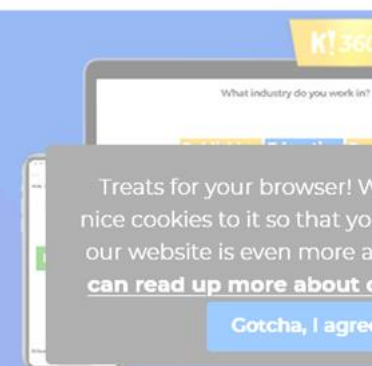 K! 360
What industry do you work in?
Treats for your browser! W
nice cookies to it so that yo
our website is even more a
can read up more about c
Gotcha, I agree